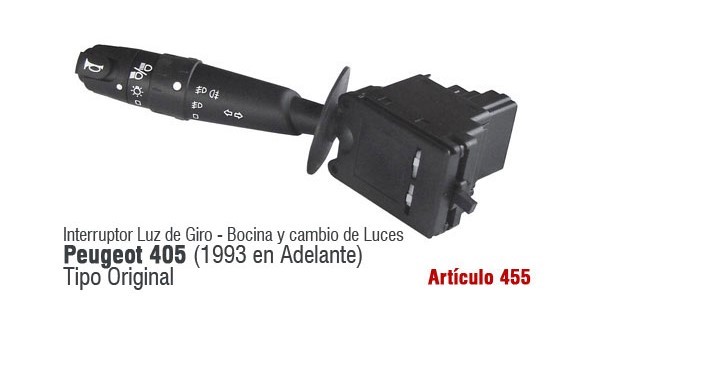 Interruptor Luz de Giro - Bocina y cambio de Luces
Peugeot 405 (1993 en Adelante)
Tipo Original
Artículo 455